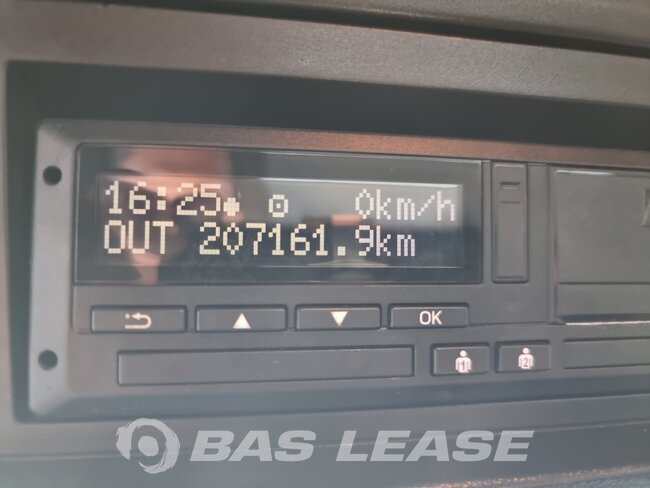 16:25 0km/h
OUT 207161.9km
OK
1 2
BAS LEASE